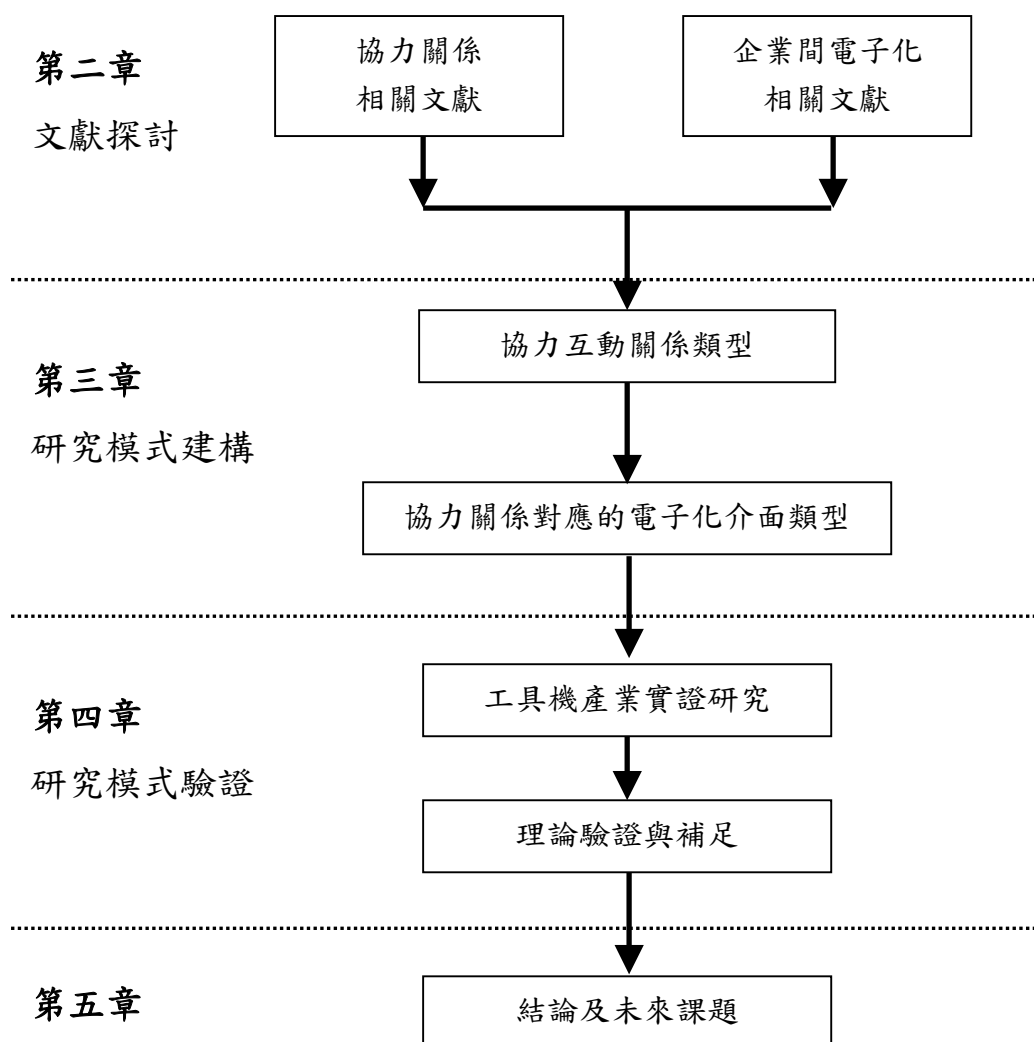 第二章
文獻探討
協力關係
相關文獻
企業間電子化
相關文獻
第三章
研究模式建構
協力互動關係類型
協力關係對應的電子化介面類型
第四章
研究模式驗證
工具機產業實證研究
理論驗證與補足
第五章
結論及未來課題